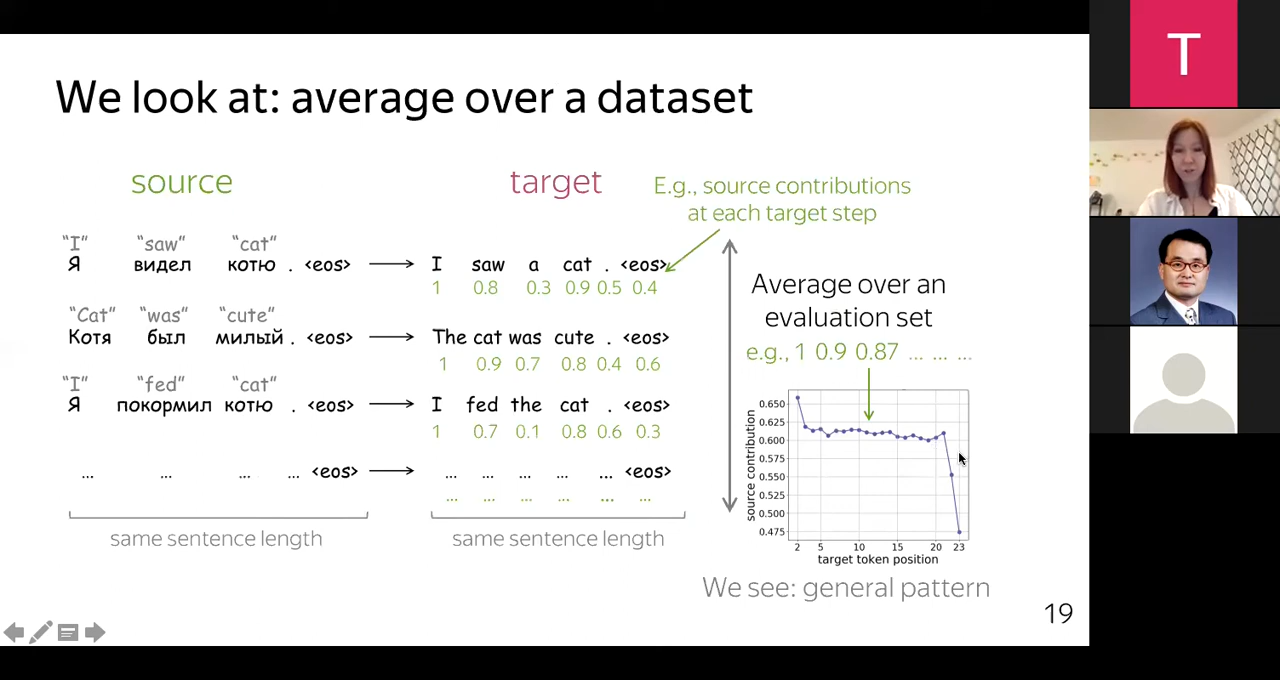 We look at: average over a dataset
source
target
E.g., source contributions
at each target step
"I" "saw" "cat"
Я видел котю . <eos>
I saw a cat . <eos>
1 0.8 0.3 0.9 0.5 0.4
"Cat" "was" "cute"
Котя был милый . <eos>
The cat was cute . <eos>
1 0.9 0.7 0.8 0.4 0.6
"I" "fed" "cat"
Я покормил котю . <eos>
I fed the cat . <eos>
1 0.7 0.1 0.8 0.6 0.3
... ... ... ... <eos>
... ... ... ... ... <eos>
... ... ... ... ... ...
same sentence length
same sentence length
Average over an
evaluation set
e.g., 1 0.9 0.87 ... ... ...
source contribution
0.650
0.625
0.600
0.575
0.550
0.525
0.500
0.475
2 5 10 15 20 23
target token position
We see: general pattern
19
T